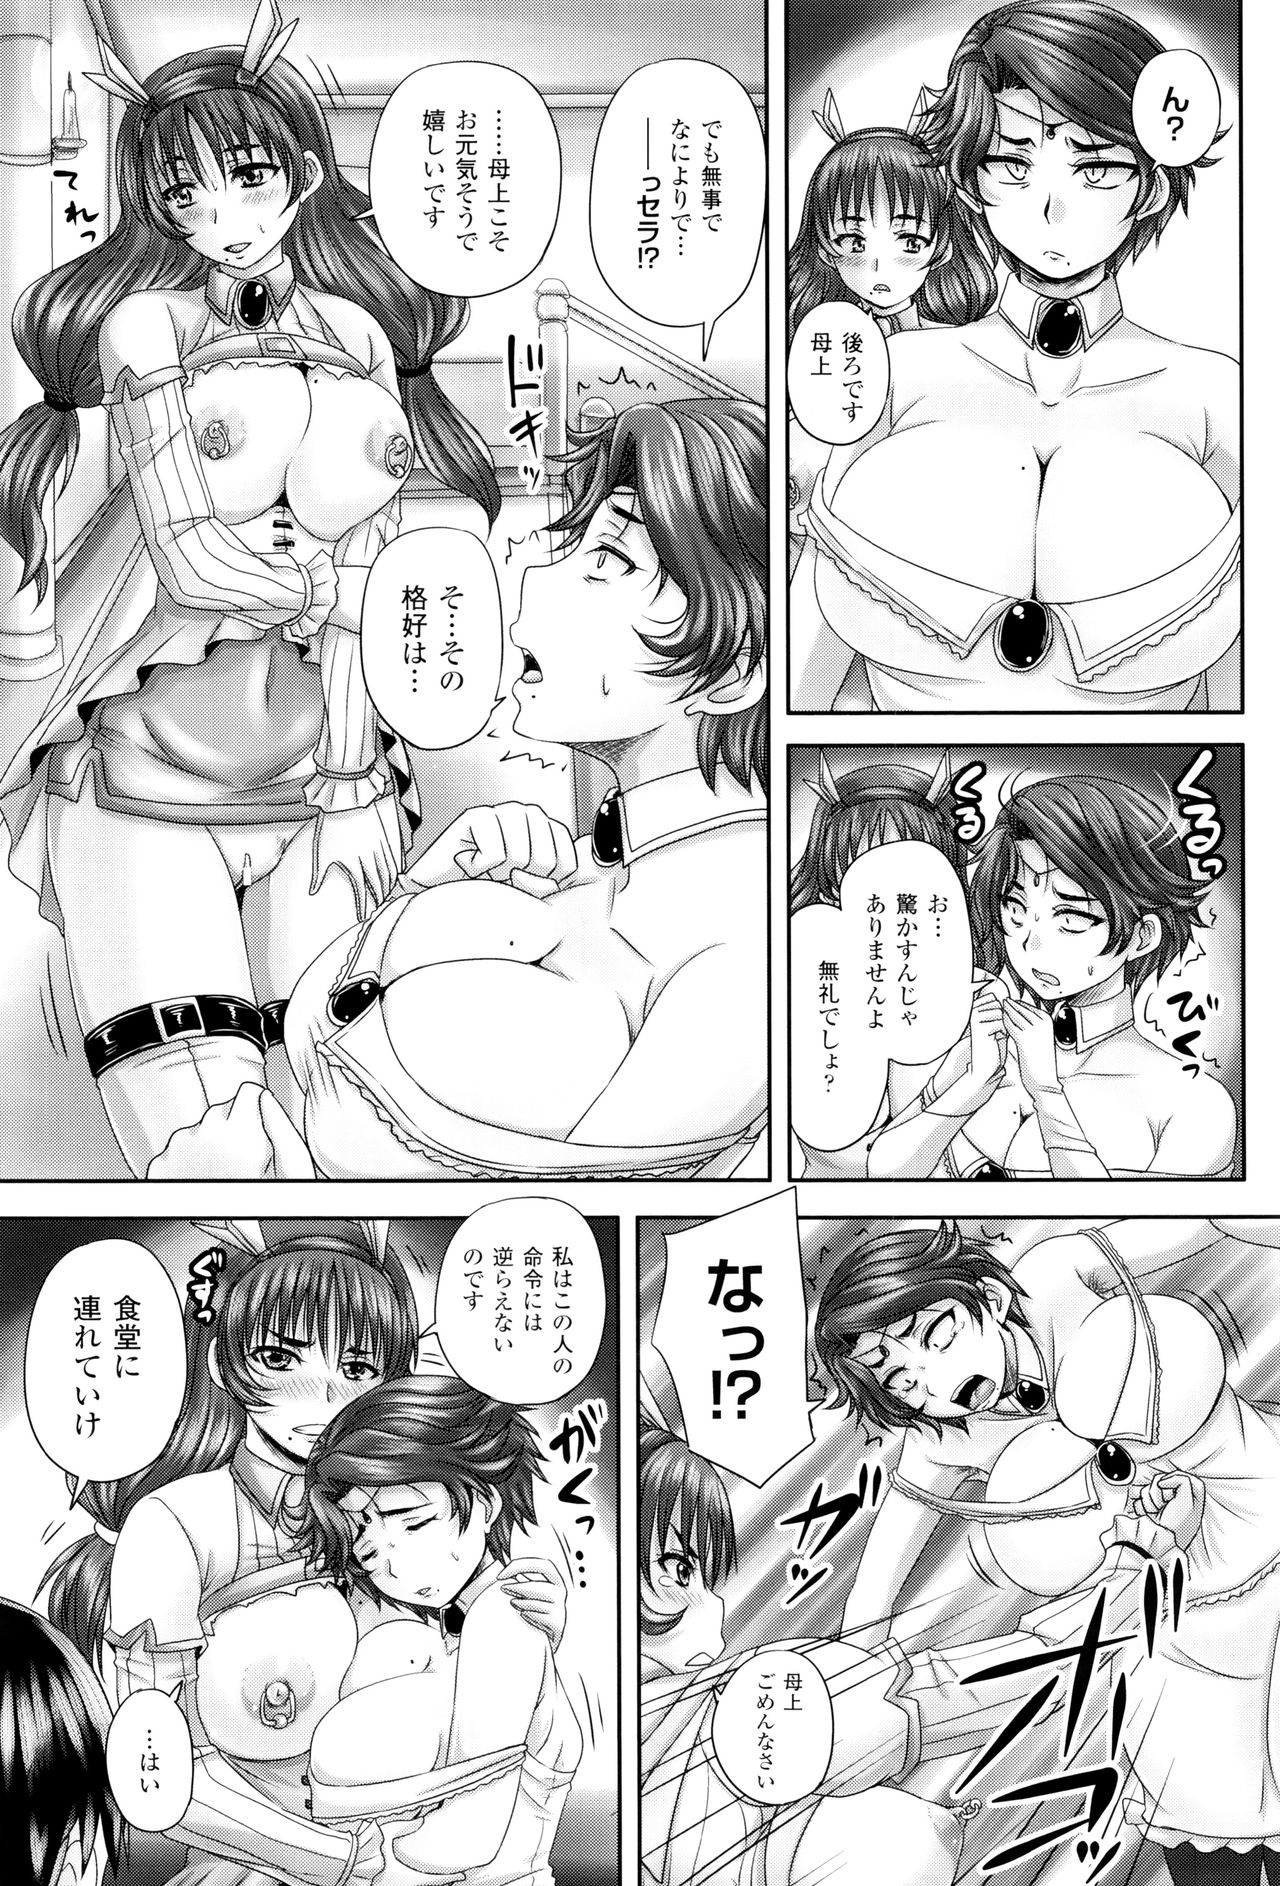 ん?
後ろです
母上
くるっ
くるっ
お…
驚かすんじゃ
ありませんよ
無礼でしょ?
びくっ
でも無事で
なによりで…
──っセラ!?
……母上こそ
お元気そうで
嬉しいです
てれっ
ドキッ
そ…その
格好は…
なっ!?
ガッ
ボコッ
母上
ごめんなさい
私はこの人の
命令には
逆らえない
のです
ぐすっ
がくっ…
食堂に
連れていけ
…はい